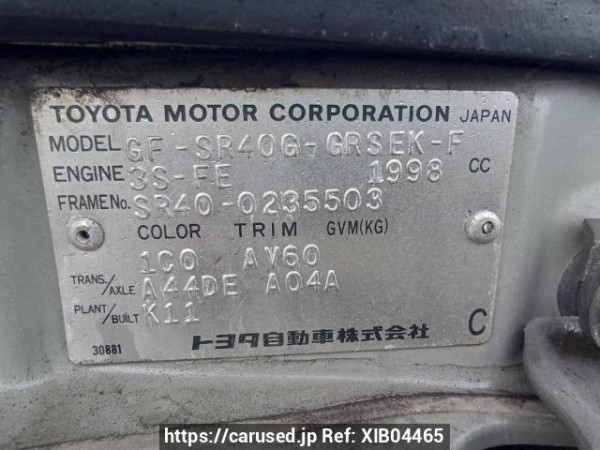 TOYOTA MOTOR CORPORATION JAPAN
MODEL GF-SR40G-GRSEK-F
ENGINE 3S-FE 1998 CC
FRAME No. SR40-0235503
COLOR TRIM GVM(KG)
1C0 AV60
TRANS./AXLE A44DE A04A
PLANT/BUILT K11
トヨタ自動車株式会社 C
30881
https://carused.jp Ref: XIB04465